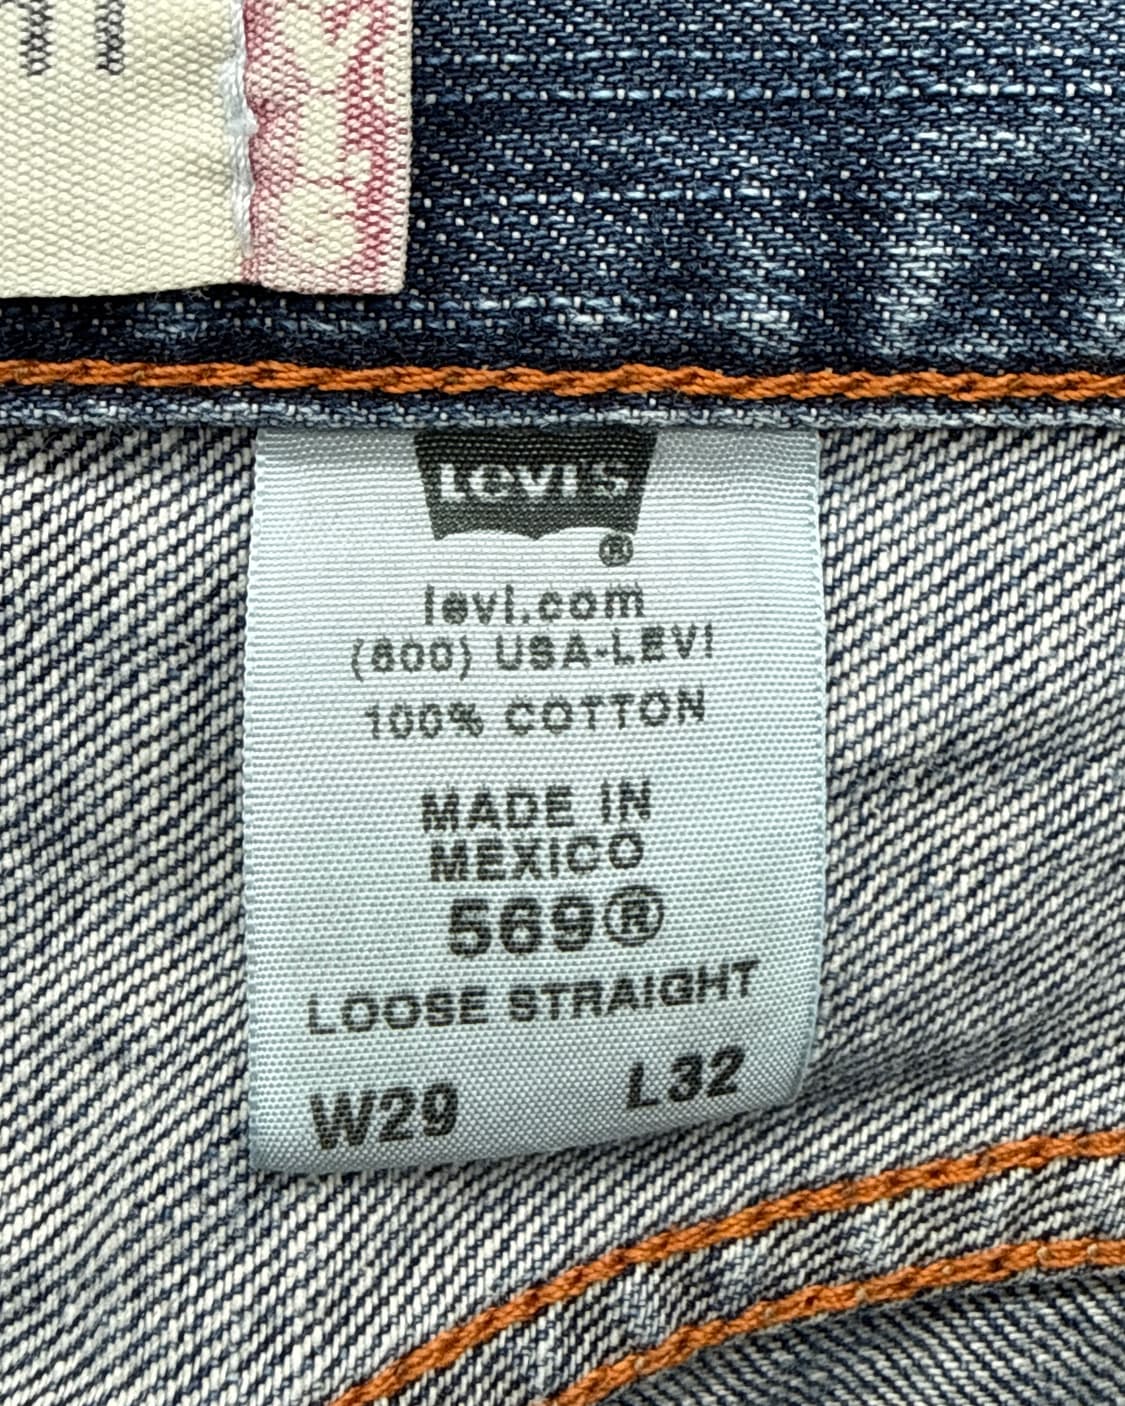 Levi's
®
levi.com
(800) USA-LEVI
100% COTTON
MADE IN
MEXICO
569®
LOOSE STRAIGHT
W29 L32